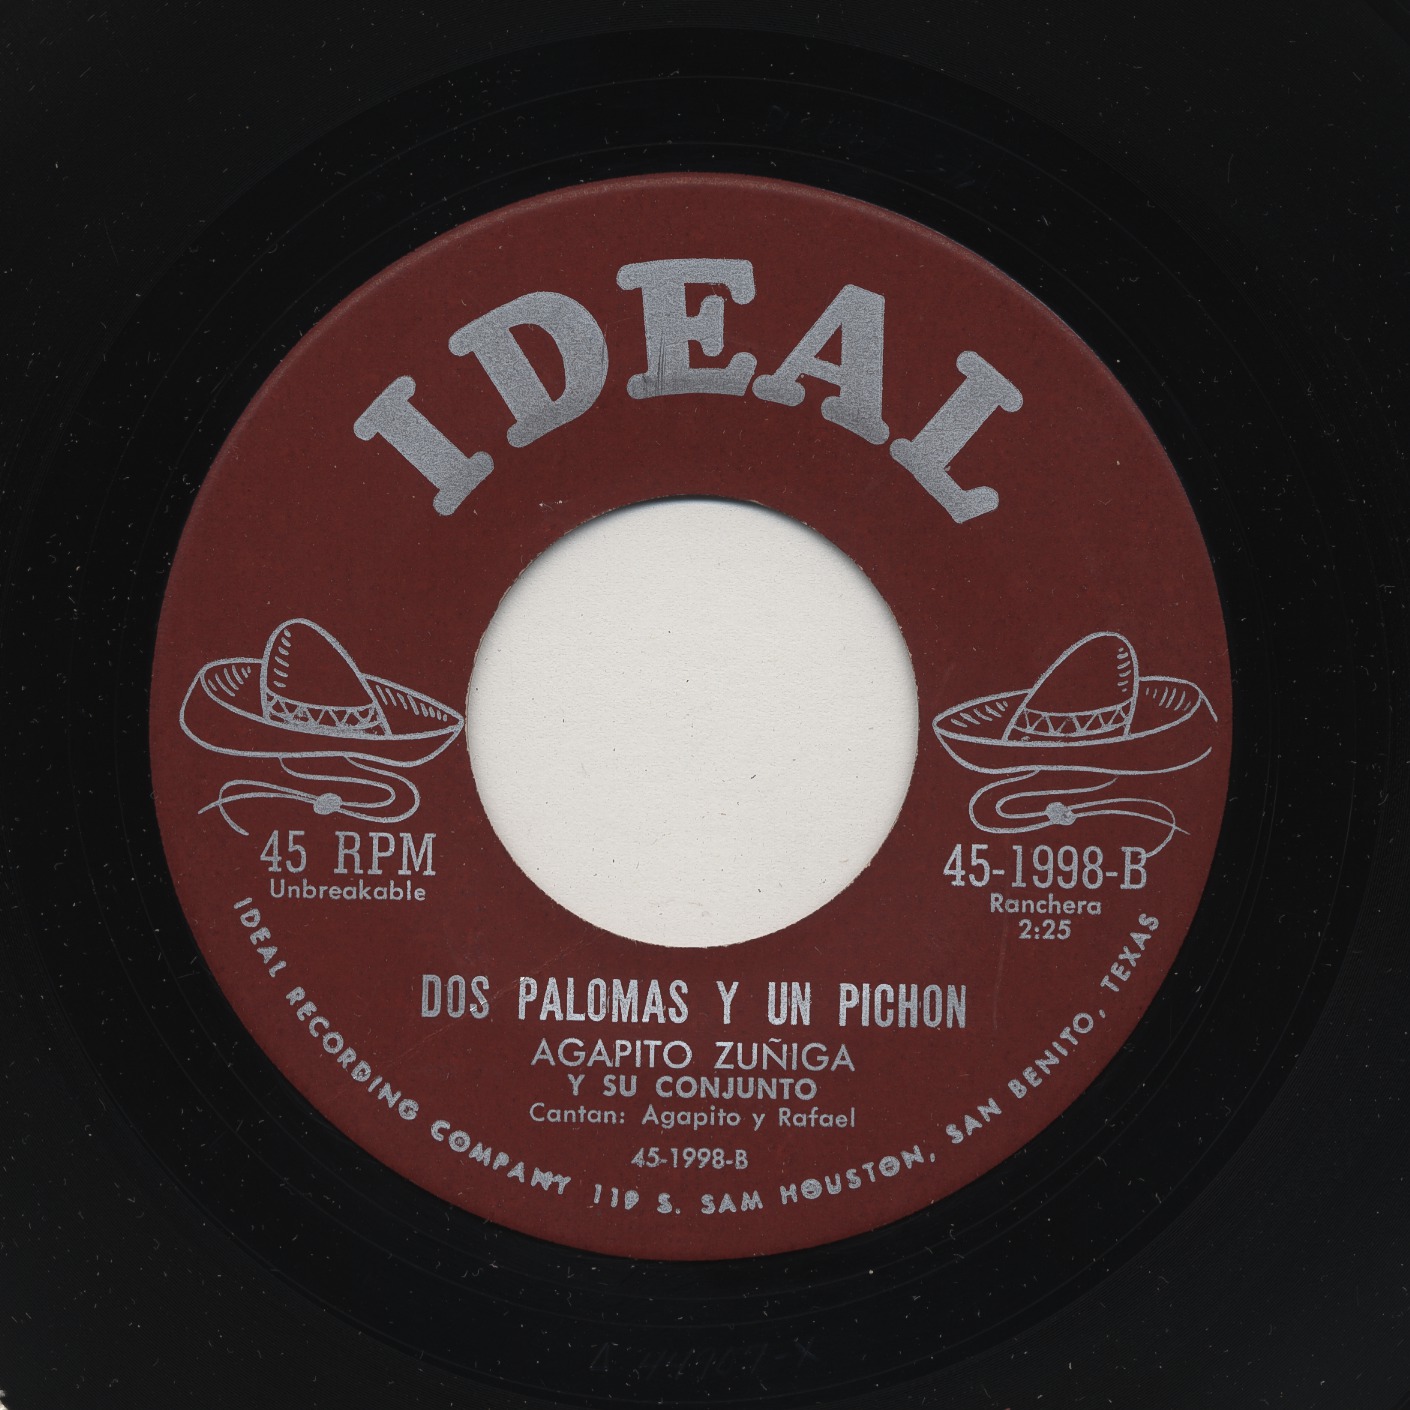 IDEAL
45 RPM
Unbreakable
45-1998-B
Ranchera
2:25
DOS PALOMAS Y UN PICHON
AGAPITO ZUÑIGA
Y SU CONJUNTO
Cantan: Agapito y Rafael
45-1998-B
IDEAL RECORDING COMPANY 119 S. SAM HOUSTON, SAN BENITO, TEXAS